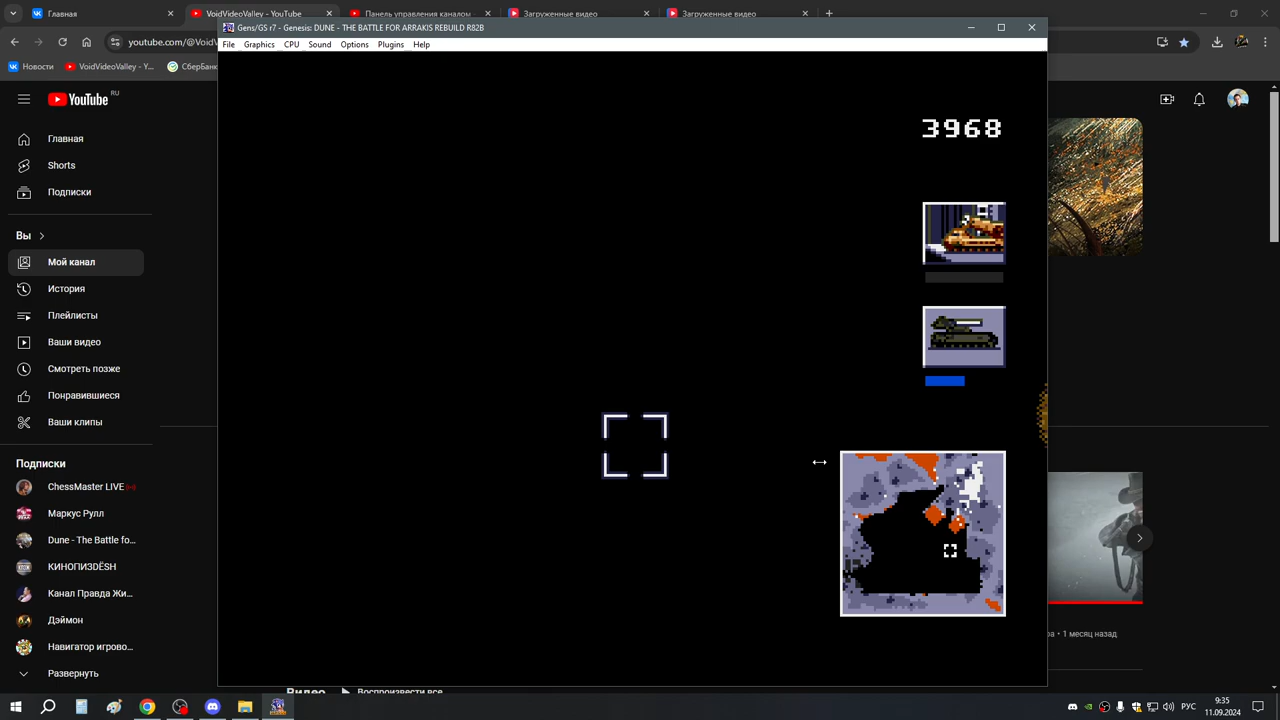 Главная
VoidVideoValley - YouTube
Панель управления каналом
Загруженные видео
Загруженные видео
Gens/GS r7 - Genesis: DUNE - THE BATTLE FOR ARRAKIS REBUILD R82B
File Graphics CPU Sound Options Plugins Help
youtube.com/@Void
Новости
VoidVideoValley - Y...
Сбербанк
YouTube
RU
Главная
Shorts
Подписки
Вы
Мой канал
История
Плейлисты
Ваши видео
Смотреть позже
Понравившиеся
Ваши клипы
Подписки
ChessMaster LIVE
Маркус Рулл
Dune - The Battle fo...
КИНОПИЗDЁSH
Канал Правда Жи...
Дэймон
Навигатор игрово...
Развернуть
3968
• 1 месяц назад
Видео
Воспроизвести все
РУС
9:35
11.09.2024